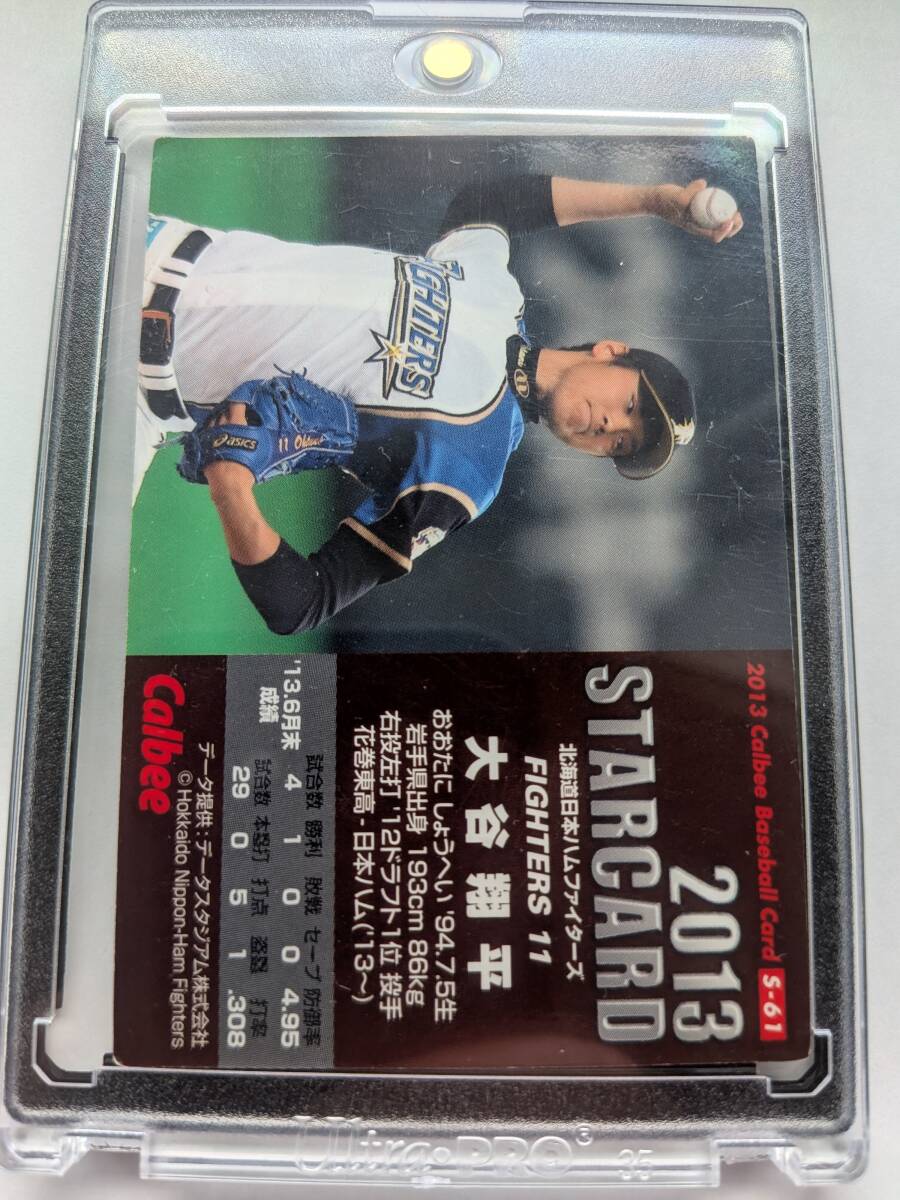 2013 Calbee Baseball Card S-61
2013
STARCARD
北海道日本ハムファイターズ
FIGHTERS 11
大谷翔平
おおたに しょうへい '94.7.5生
岩手県出身 193cm 86kg
右投左打 '12ドラフト1位 投手
花巻東高-日本ハム('13〜)
'13.6月末
成績
試合数 勝利 敗戦 セーブ 防御率
4 1 0 0 4.95
試合数 本塁打 打点 盗塁 打率
29 0 5 1 .308
データ提供：データスタジアム株式会社
©Hokkaido Nippon-Ham Fighters
Calbee
FIGHTERS
11
asics
11
Ultra•PRO®
35